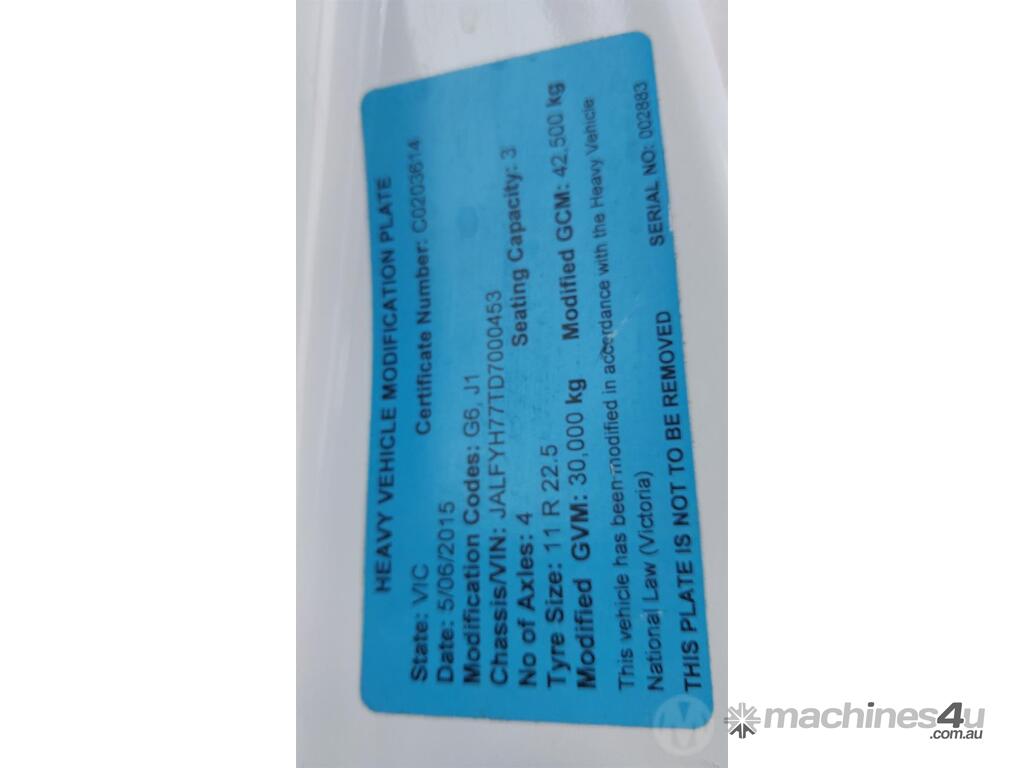 HEAVY VEHICLE MODIFICATION PLATE
State: VIC Certificate Number: C0203614
Date: 5/06/2015
Modification Codes: G6, J1
Chassis/VIN: JALFYH77TD7000453
No of Axles: 4 Seating Capacity: 3
Tyre Size: 11 R 22.5
Modified GVM: 30,000 kg Modified GCM: 42,500 kg
This vehicle has been modified in accordance with the Heavy Vehicle
National Law (Victoria) SERIAL NO: 002883
THIS PLATE IS NOT TO BE REMOVED
machines4u
.com.au